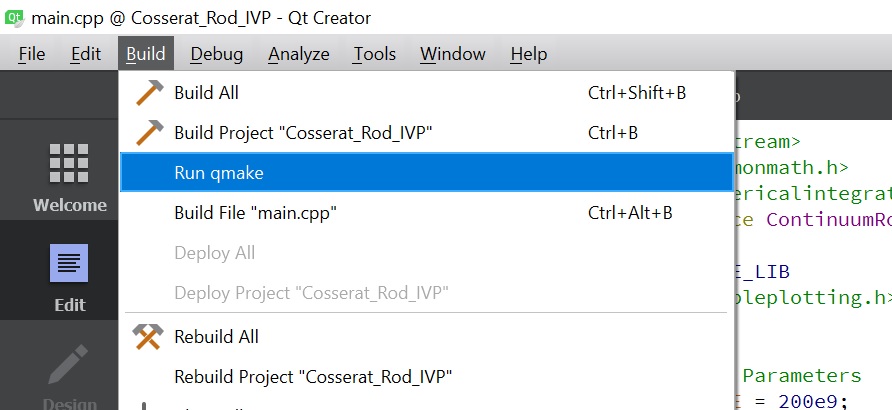 Qt main.cpp @ Cosserat_Rod_IVP - Qt Creator
File Edit Build Debug Analyze Tools Window Help
Build All Ctrl+Shift+B
Build Project "Cosserat_Rod_IVP" Ctrl+B
tream>
Run qmake
monmath.h>
Welcome
ericalintegrat
Build File "main.cpp" Ctrl+Alt+B
ce ContinuumRo
Deploy All
E_LIB
Deploy Project "Cosserat_Rod_IVP"
pleplotting.h>
Edit
Rebuild All
Rebuild Project "Cosserat_Rod_IVP"
Parameters
Design
= 200e9;